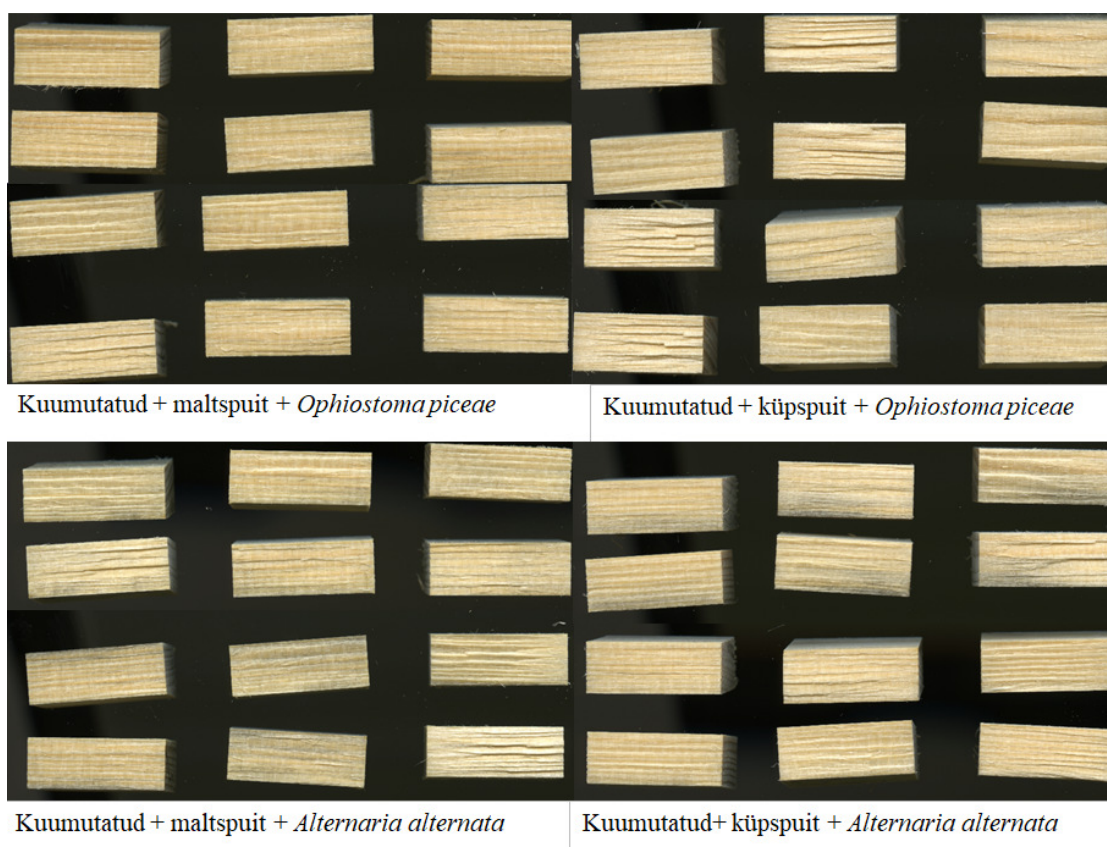 Kuumutatud + maltspuit + Ophiostoma piceae
Kuumutatud + küpspuit + Ophiostoma piceae
Kuumutatud + maltspuit + Alternaria alternata
Kuumutatud+ küpspuit + Alternaria alternata